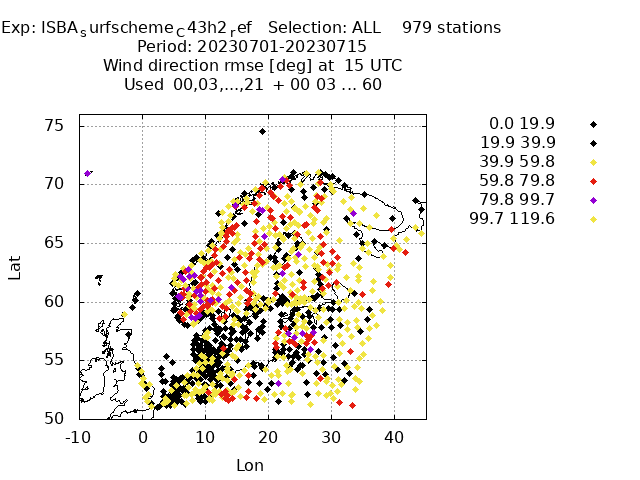 Exp: ISBAsurfschemeC43h2ref Selection: ALL 979 stations
Period: 20230701-20230715
Wind direction rmse [deg] at 15 UTC
Used 00,03,...,21 + 00 03 ... 60
0.0 19.9
19.9 39.9
39.9 59.8
59.8 79.8
79.8 99.7
99.7 119.6
75
70
65
60
55
50
Lat
-10 0 10 20 30 40
Lon